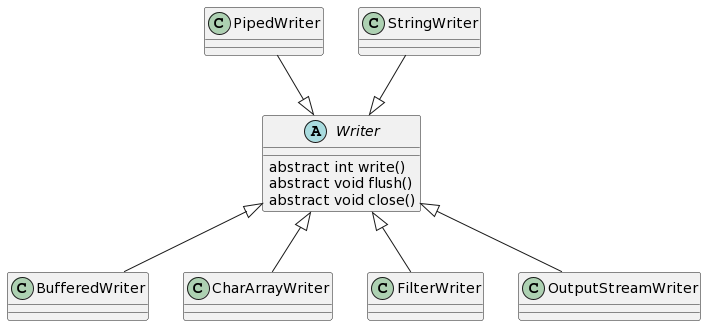 C PipedWriter
C StringWriter
A Writer
abstract int write()
abstract void flush()
abstract void close()
C BufferedWriter
C CharArrayWriter
C FilterWriter
C OutputStreamWriter